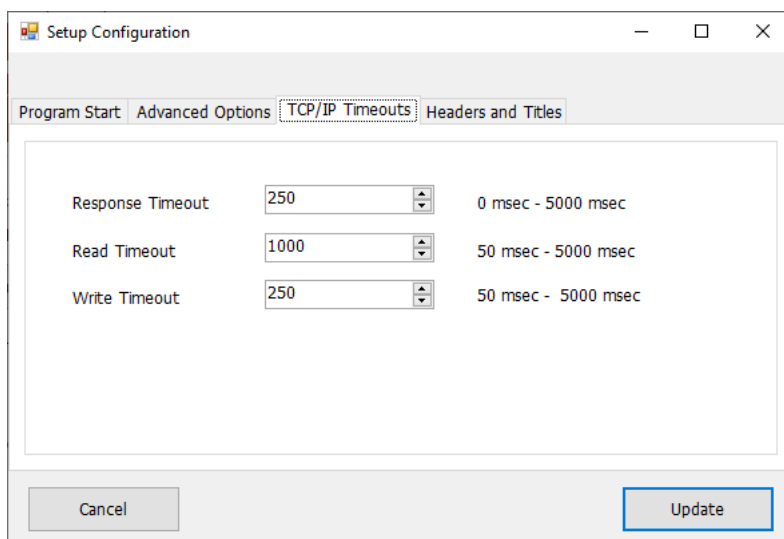 Setup Configuration
Program Start Advanced Options TCP/IP Timeouts Headers and Titles
Response Timeout 250 0 msec - 5000 msec
Read Timeout 1000 50 msec - 5000 msec
Write Timeout 250 50 msec -  5000 msec
Cancel Update